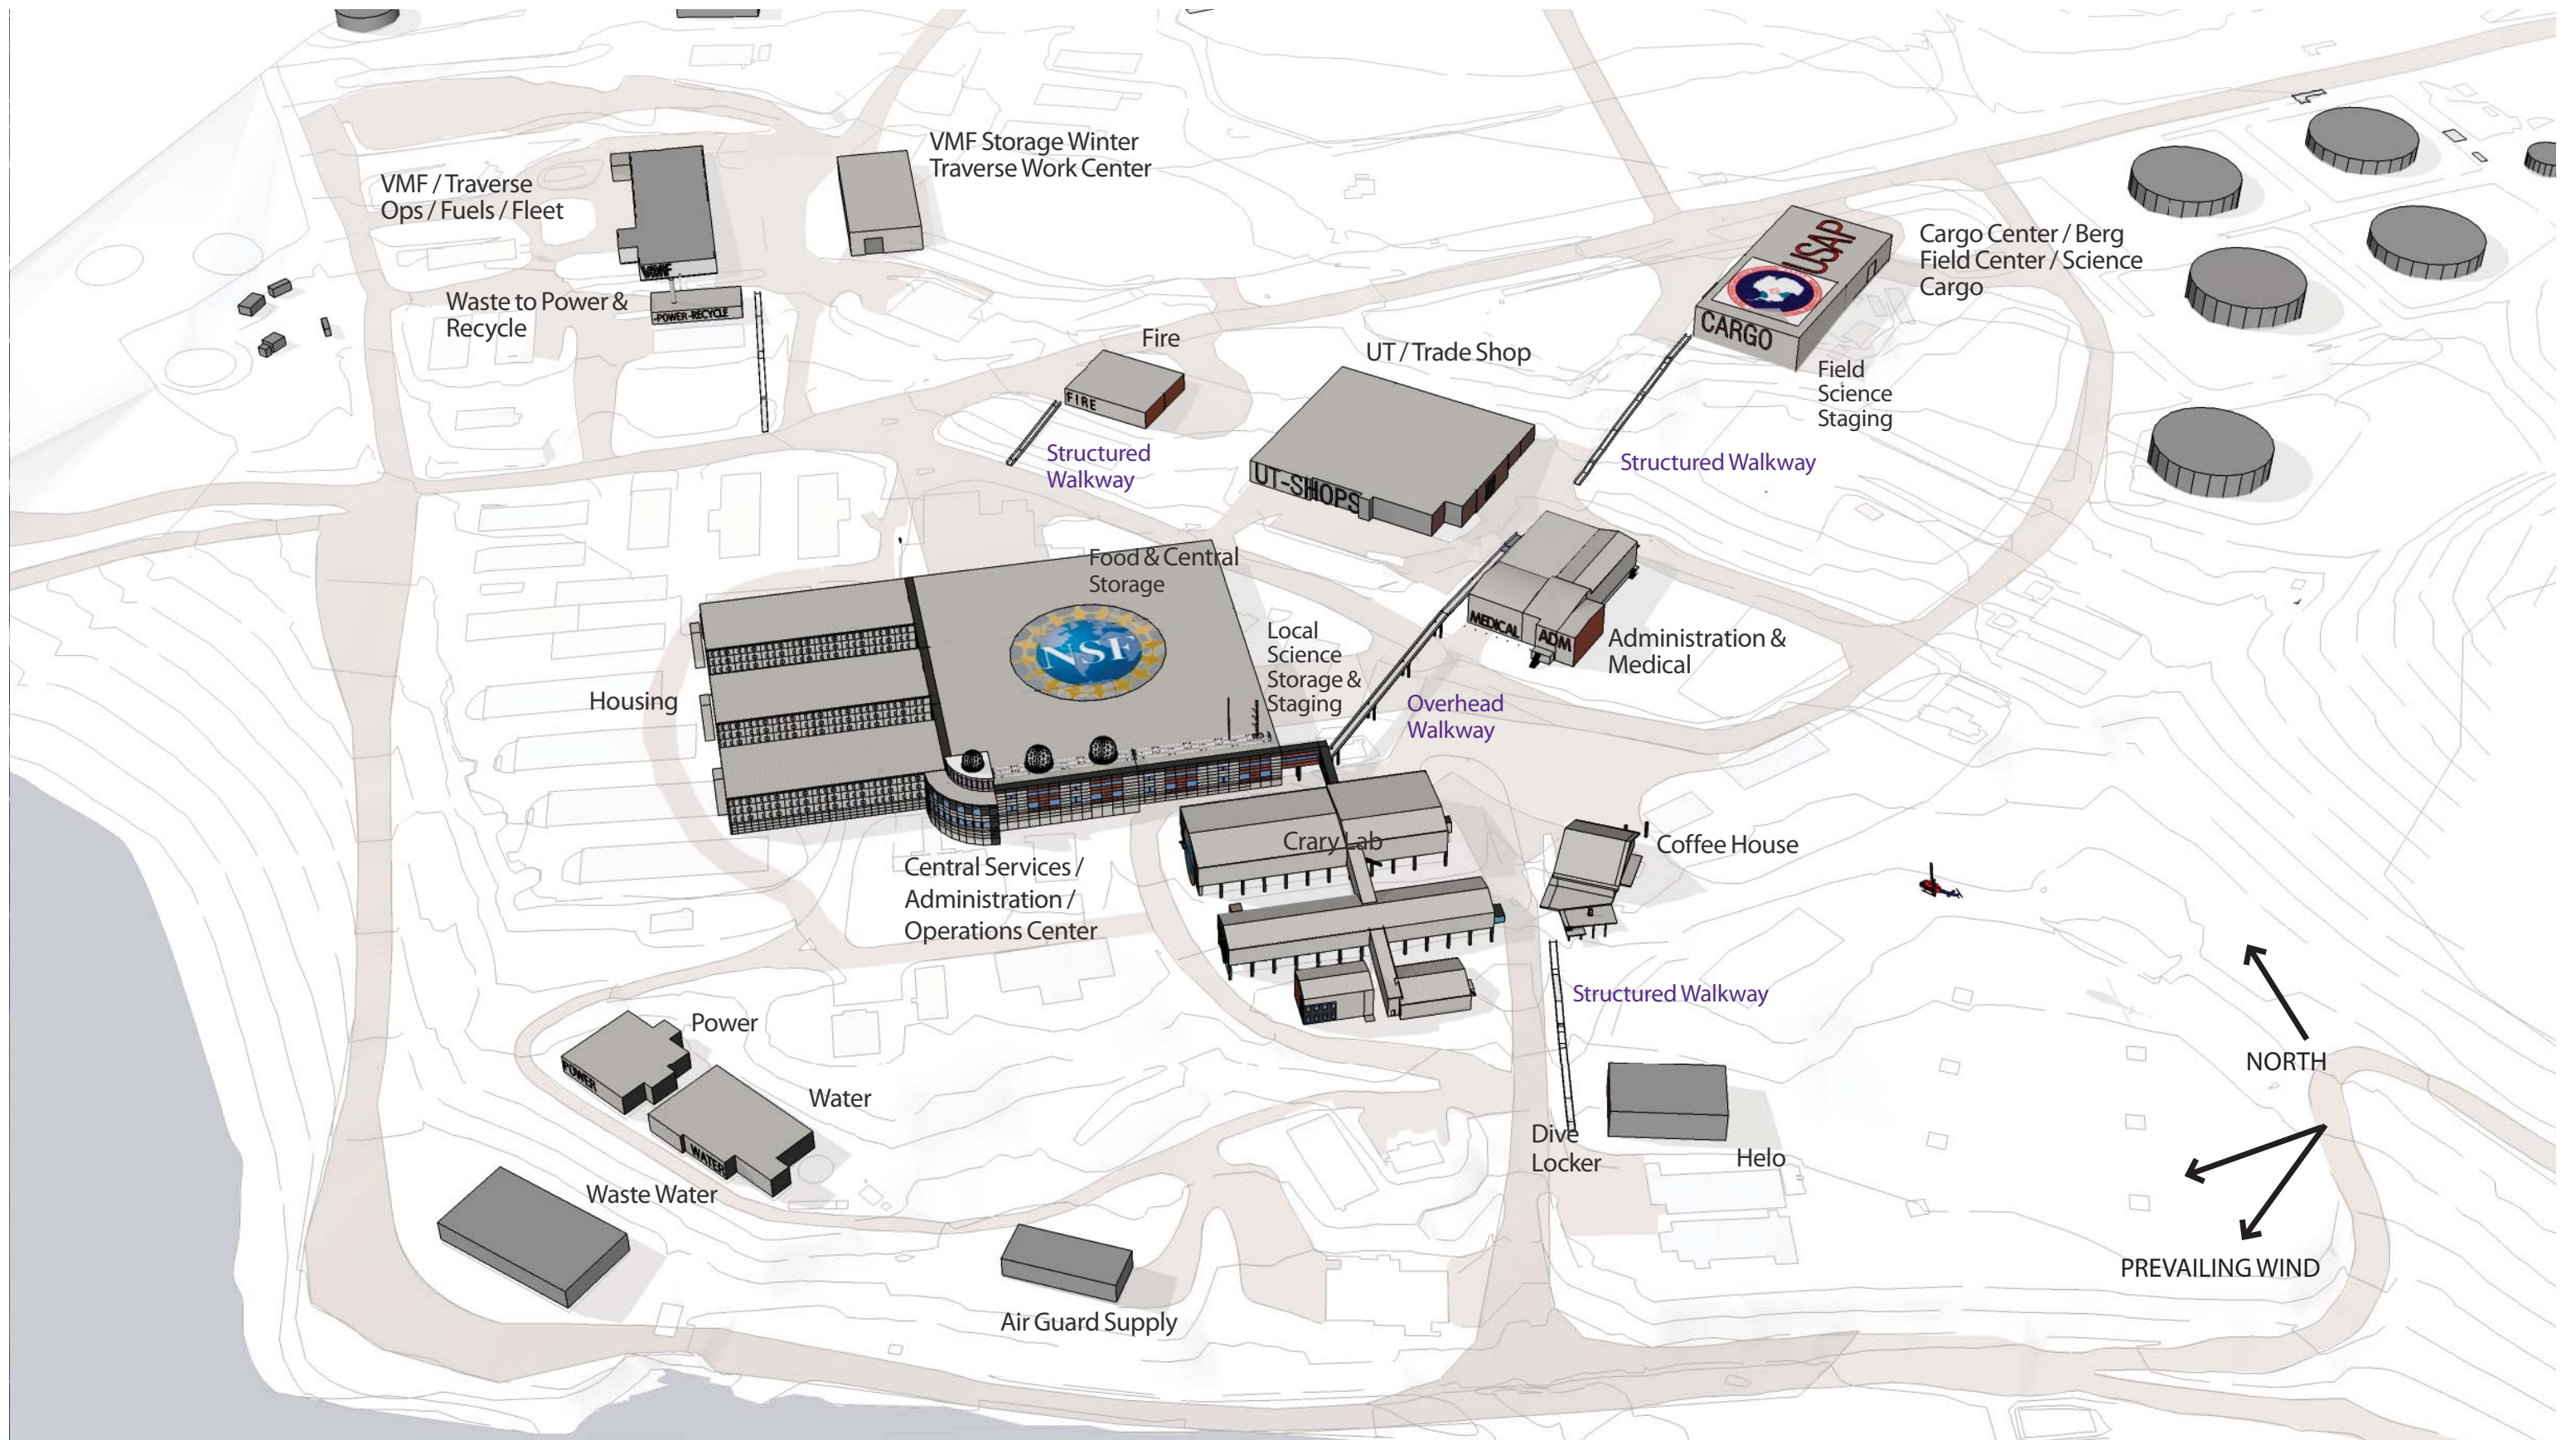 VMF Storage Winter
Traverse Work Center
VMF / Traverse
Ops / Fuels / Fleet
VMF
Waste to Power &
Recycle
-POWER-RECYCLE
USAP
CARGO
Cargo Center / Berg
Field Center / Science
Cargo
Fire
FIRE
UT / Trade Shop
UT-SHOPS
Field
Science
Staging
Structured
Walkway
Structured Walkway
Food & Central
Storage
NSF
Local
Science
Storage &
Staging
MEDICAL
ADM
Administration &
Medical
Housing
Overhead
Walkway
Crary Lab
Coffee House
Central Services /
Administration /
Operations Center
Structured Walkway
Power
POWER
Water
WATER
Waste Water
Dive
Locker
Helo
Air Guard Supply
NORTH
PREVAILING WIND